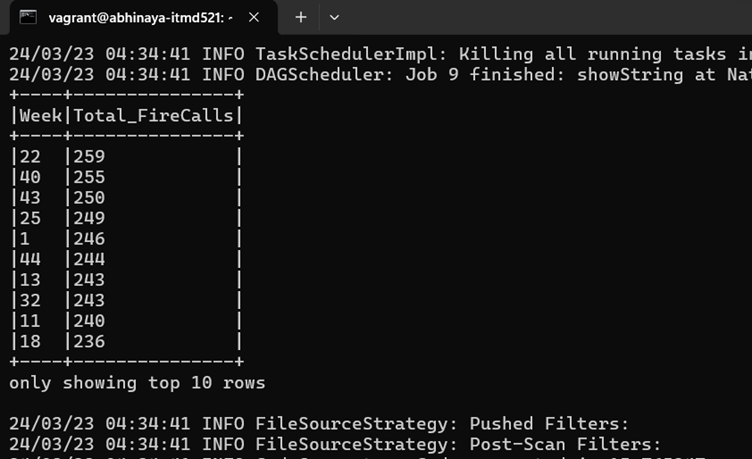 vagrant@abhinaya-itmd521: ~
24/03/23 04:34:41 INFO TaskSchedulerImpl: Killing all running tasks in
24/03/23 04:34:41 INFO DAGScheduler: Job 9 finished: showString at Nat
+----+---------------+
|Week|Total_FireCalls|
+----+---------------+
|22  |259            |
|40  |255            |
|43  |250            |
|25  |249            |
|1   |246            |
|44  |244            |
|13  |243            |
|32  |243            |
|11  |240            |
|18  |236            |
+----+---------------+
only showing top 10 rows
24/03/23 04:34:41 INFO FileSourceStrategy: Pushed Filters:
24/03/23 04:34:41 INFO FileSourceStrategy: Post-Scan Filters: